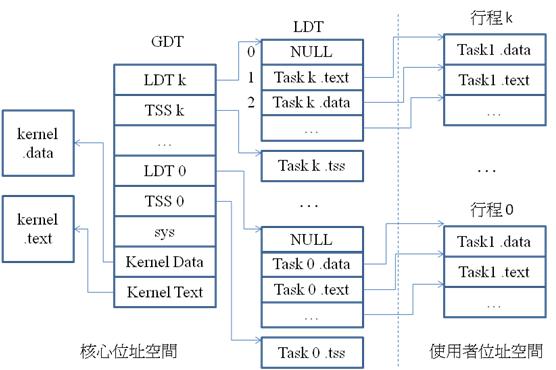 GDT
LDT k
TSS k
...
LDT 0
TSS 0
sys
Kernel Data
Kernel Text
kernel
.data
kernel
.text
核心位址空間
LDT
0
NULL
1
Task k .text
2
Task k .data
...
Task k .tss
...
NULL
Task 0 .data
Task 0 .text
...
Task 0 .tss
行程k
Task1 .data
Task1 .text
...
...
行程0
Task1 .data
Task1 .text
...
使用者位址空間